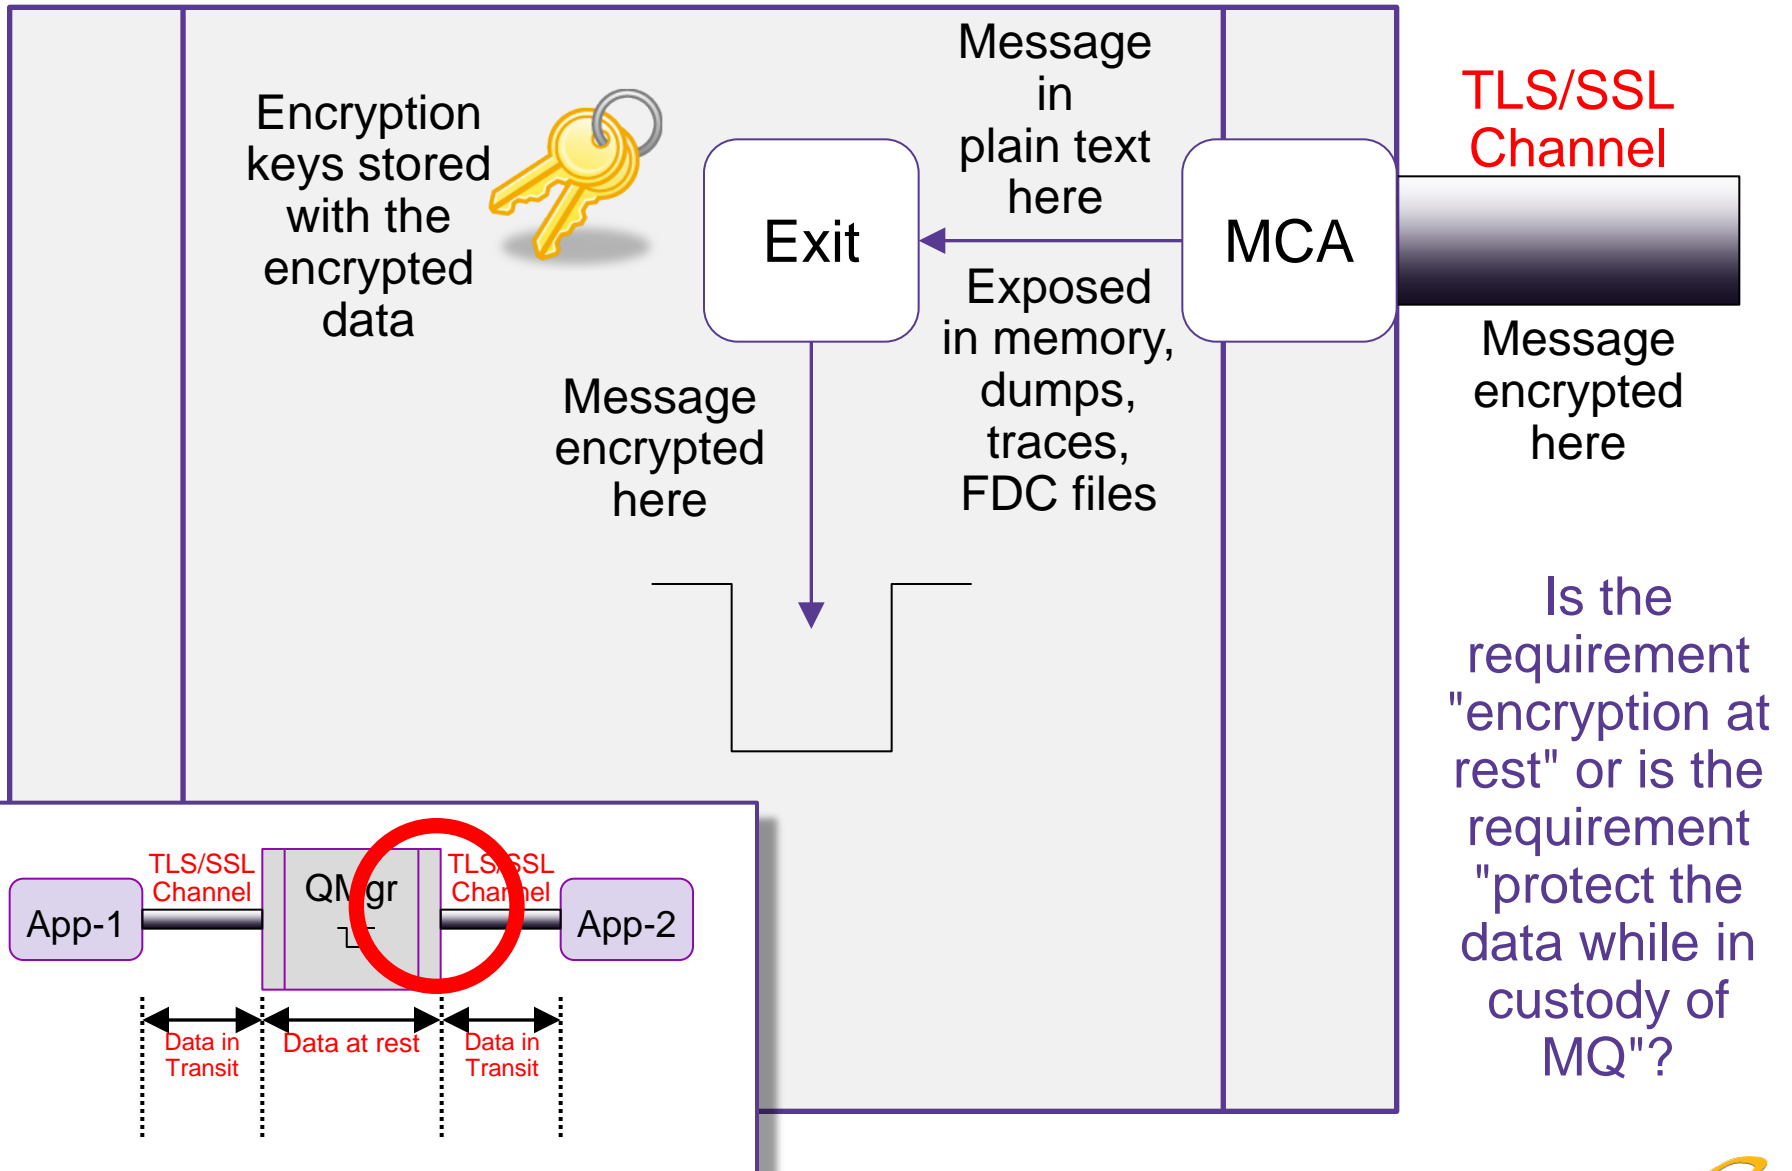 Encryption
keys stored
with the
encrypted
data
Message
in
plain text
here
TLS/SSL
Channel
Exit
MCA
Exposed
in memory,
dumps,
traces,
FDC files
Message
encrypted
here
Message
encrypted
here
Is the
requirement
"encryption at
rest" or is the
requirement
"protect the
data while in
custody of
MQ"?
TLS/SSL
Channel
QMgr
TLS/SSL
Channel
App-1
App-2
Data in
Transit
Data at rest
Data in
Transit